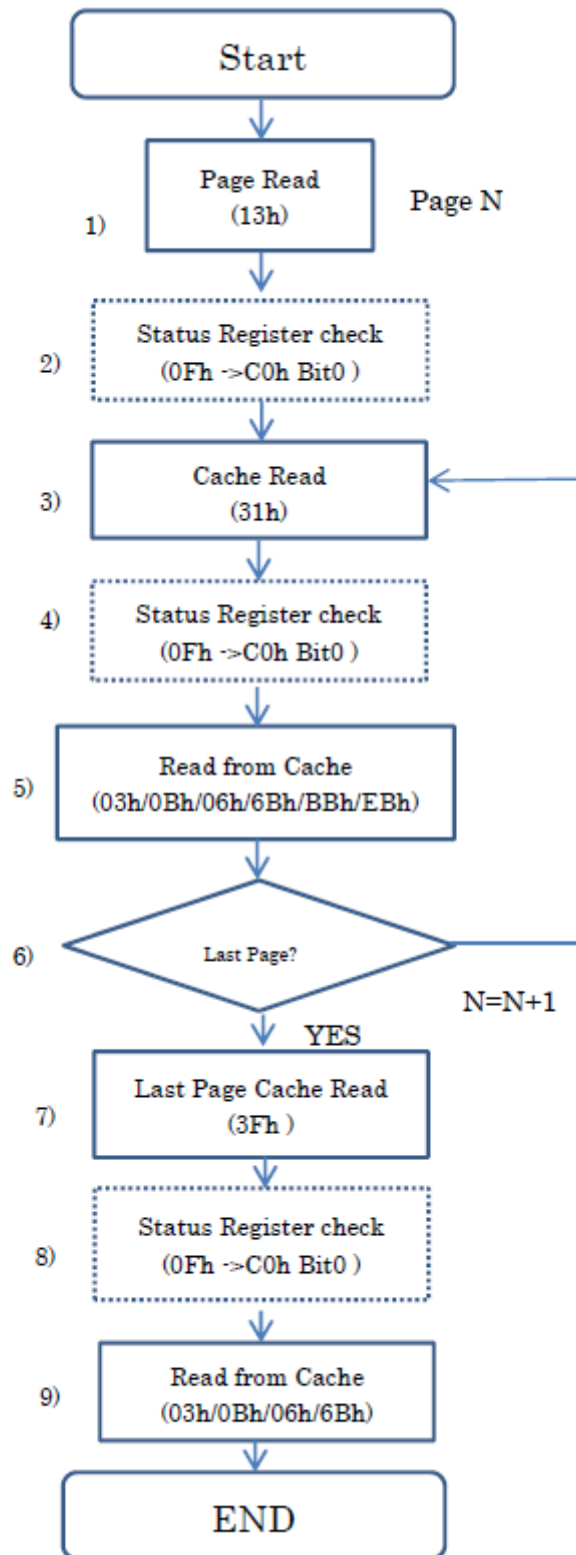 Start
Page Read
(13h)
Page N
1)
Status Register check
(0Fh ->C0h Bit0 )
2)
Cache Read
(31h)
3)
Status Register check
(0Fh ->C0h Bit0 )
4)
Read from Cache
(03h/0Bh/06h/6Bh/BBh/EBh)
5)
Last Page?
6)
N=N+1
YES
Last Page Cache Read
(3Fh )
7)
Status Register check
(0Fh ->C0h Bit0 )
8)
Read from Cache
(03h/0Bh/06h/6Bh)
9)
END